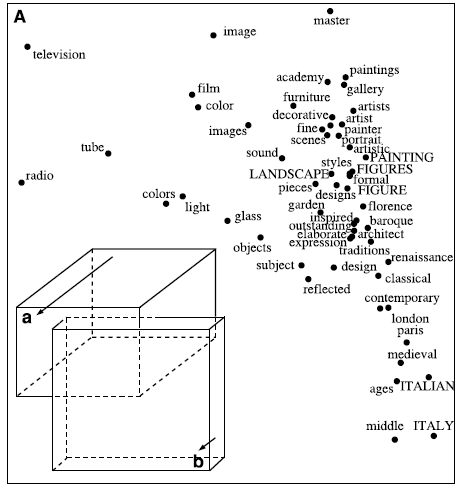 A
master
image
television
paintings
academy
gallery
film
furniture
color
artists
decorative
artist
images
fine
painter
scenes
portrait
tube
artistic
sound
PAINTING
styles
FIGURES
LANDSCAPE
formal
radio
pieces
FIGURE
designs
colors
garden
florence
light
glass
inspired
baroque
outstanding
elaborate
architect
objects
expression
traditions
renaissance
subject
design
classical
reflected
contemporary
a
london
paris
medieval
ages
ITALIAN
middle
ITALY
b